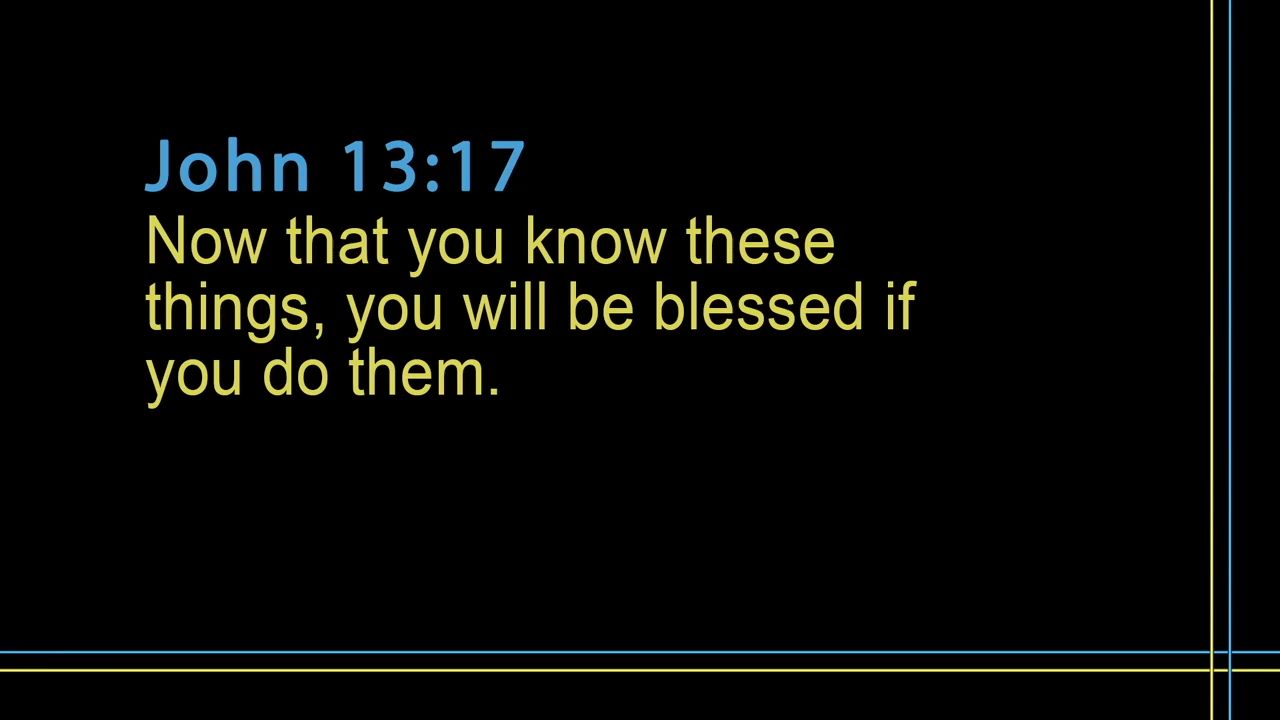 John 13:17
Now that you know these
things, you will be blessed if
you do them.